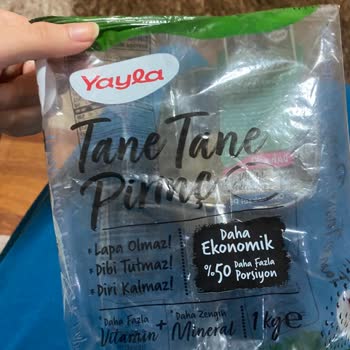 Yayla
Tane Tane
Pirinç
Lapa Olmaz!
Dibi Tutmaz!
Diri Kalmaz!
Daha
Ekonomik
%50 Daha Fazla
Porsiyon
Daha Fazla
Vitamin
+
Daha Zengin
Mineral
1 kg e